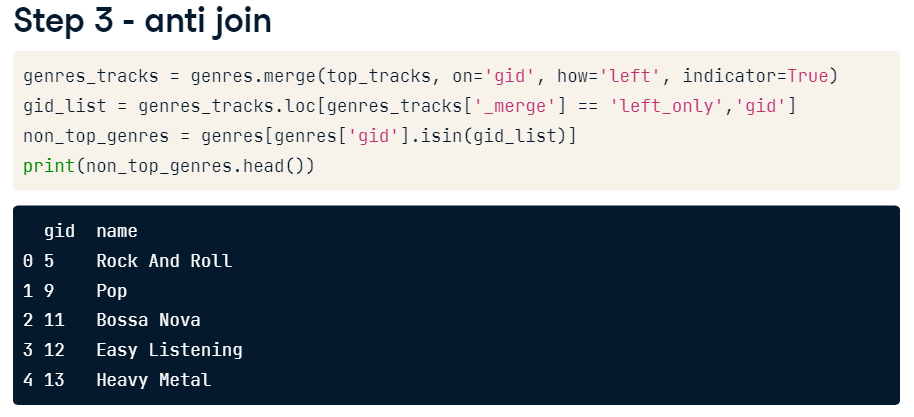 Step 3 - anti join
genres_tracks = genres.merge(top_tracks, on='gid', how='left', indicator=True)
gid_list = genres_tracks.loc[genres_tracks['_merge'] == 'left_only','gid']
non_top_genres = genres[genres['gid'].isin(gid_list)]
print(non_top_genres.head())
gid name
0 5 Rock And Roll
1 9 Pop
2 11 Bossa Nova
3 12 Easy Listening
4 13 Heavy Metal